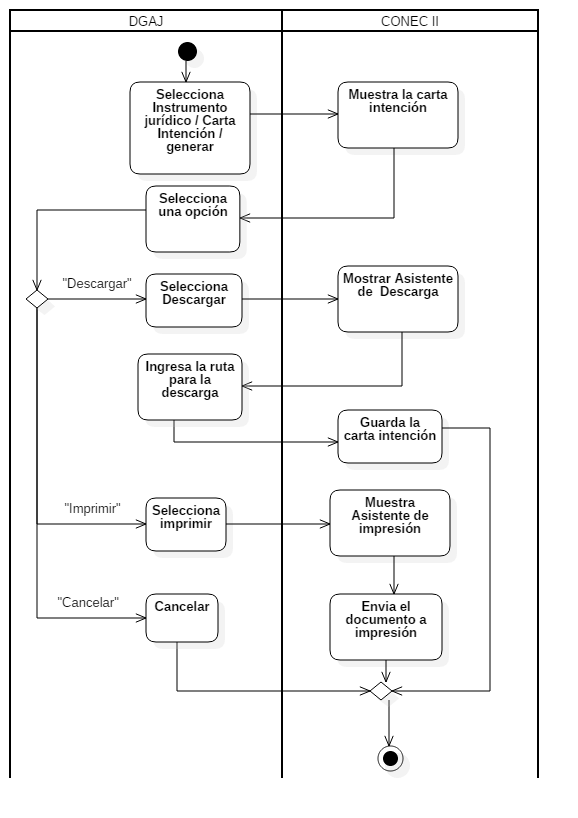 DGAJ
CONEC II
Selecciona
Instrumento
jurídico / Carta
Intención /
generar
Muestra la carta
intención
Selecciona
una opción
"Descargar"
Selecciona
Descargar
Mostrar Asistente
de Descarga
Ingresa la ruta
para la
descarga
Guarda la
carta intención
"Imprimir"
Selecciona
imprimir
Muestra
Asistente de
impresión
"Cancelar"
Cancelar
Envia el
documento a
impresión